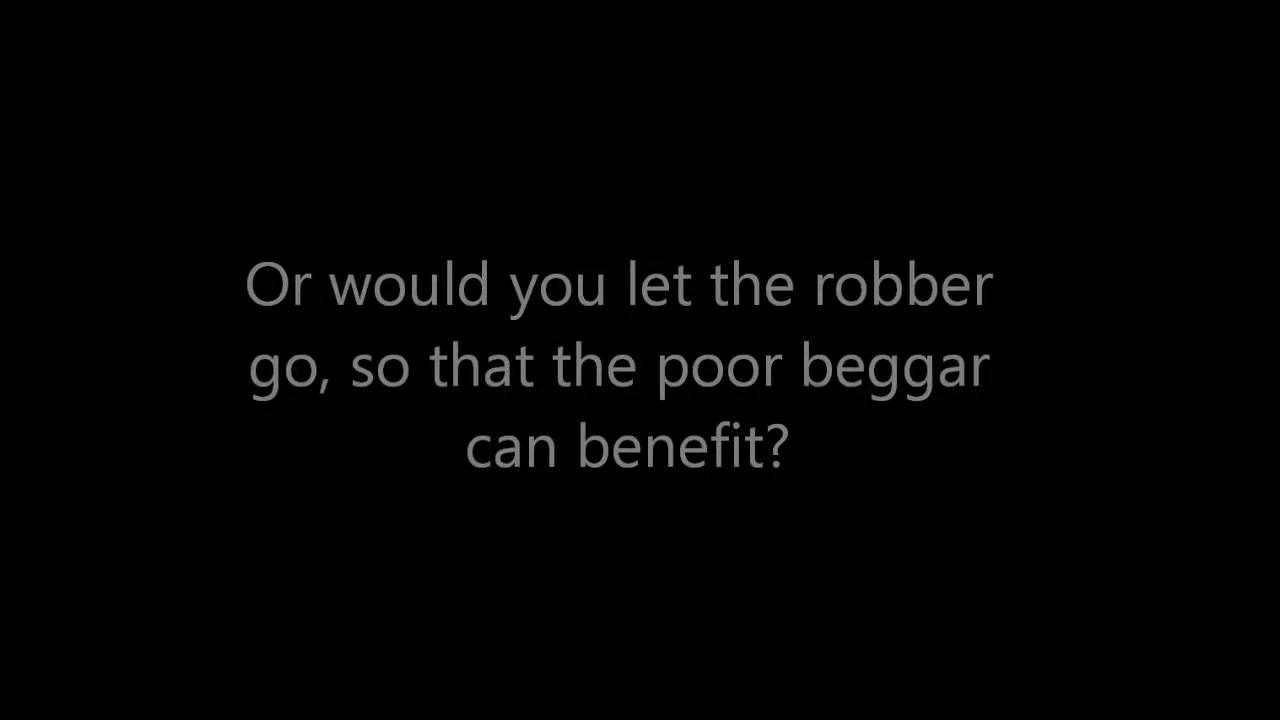 Or would you let the robber
go, so that the poor beggar
can benefit?